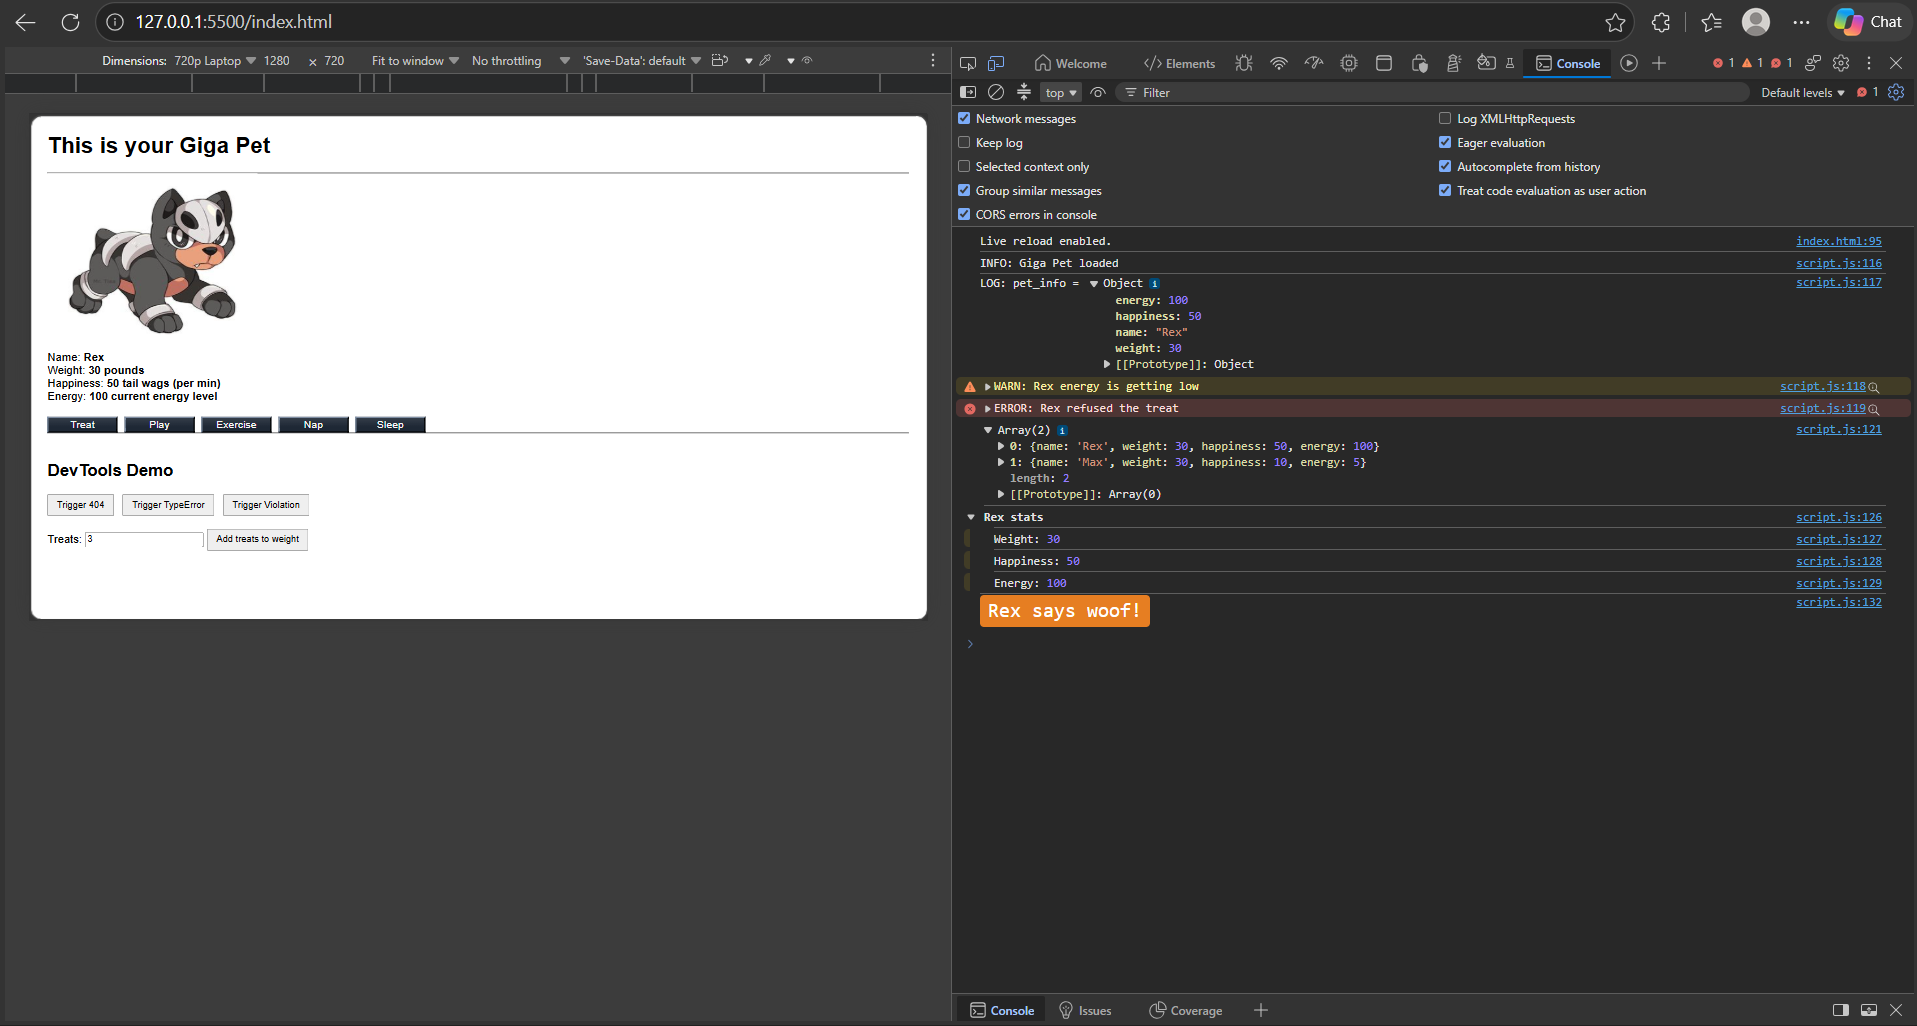 127.0.0.1:5500/index.html
Chat
Dimensions: 720p Laptop 1280 × 720 Fit to window No throttling 'Save-Data': default
Welcome Elements Console 1 1 1
top Filter Default levels 1
Network messages
Log XMLHttpRequests
Keep log
Eager evaluation
Selected context only
Autocomplete from history
Group similar messages
Treat code evaluation as user action
CORS errors in console
This is your Giga Pet
Name: Rex
Weight: 30 pounds
Happiness: 50 tail wags (per min)
Energy: 100 current energy level
Treat Play Exercise Nap Sleep
DevTools Demo
Trigger 404 Trigger TypeError Trigger Violation
Treats: 3 Add treats to weight
Live reload enabled. index.html:95
INFO: Giga Pet loaded script.js:116
LOG: pet_info = Object script.js:117
energy: 100
happiness: 50
name: "Rex"
weight: 30
[[Prototype]]: Object
WARN: Rex energy is getting low script.js:118
ERROR: Rex refused the treat script.js:119
Array(2) script.js:121
0: {name: 'Rex', weight: 30, happiness: 50, energy: 100}
1: {name: 'Max', weight: 30, happiness: 10, energy: 5}
length: 2
[[Prototype]]: Array(0)
Rex stats script.js:126
Weight: 30 script.js:127
Happiness: 50 script.js:128
Energy: 100 script.js:129
Rex says woof! script.js:132
Console Issues Coverage